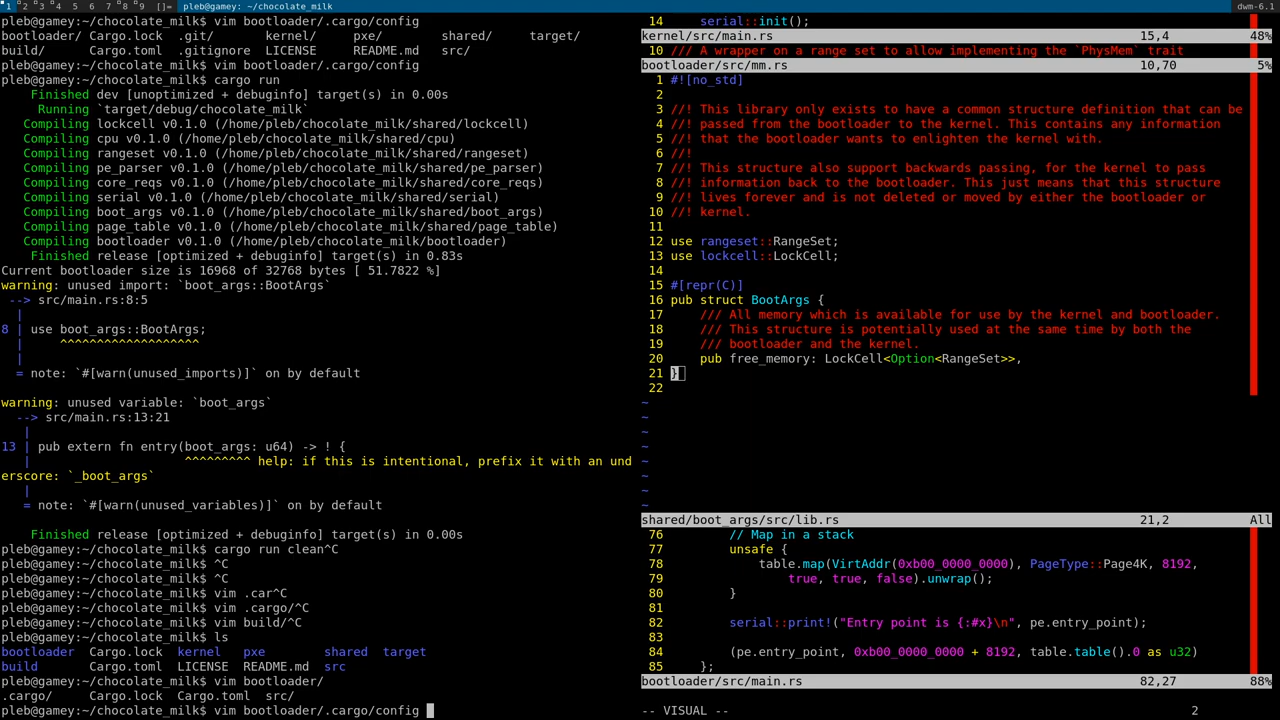 1 2 3 4 5 6 7 8 9 []= pleb@gamey: ~/chocolate_milk dwm-6.1
pleb@gamey:~/chocolate_milk$ vim bootloader/.cargo/config
bootloader/ Cargo.lock .git/ kernel/ pxe/ shared/ target/
build/ Cargo.toml .gitignore LICENSE README.md src/
pleb@gamey:~/chocolate_milk$ vim bootloader/.cargo/config
pleb@gamey:~/chocolate_milk$ cargo run
Finished dev [unoptimized + debuginfo] target(s) in 0.00s
Running `target/debug/chocolate_milk`
Compiling lockcell v0.1.0 (/home/pleb/chocolate_milk/shared/lockcell)
Compiling cpu v0.1.0 (/home/pleb/chocolate_milk/shared/cpu)
Compiling rangeset v0.1.0 (/home/pleb/chocolate_milk/shared/rangeset)
Compiling pe_parser v0.1.0 (/home/pleb/chocolate_milk/shared/pe_parser)
Compiling core_reqs v0.1.0 (/home/pleb/chocolate_milk/shared/core_reqs)
Compiling serial v0.1.0 (/home/pleb/chocolate_milk/shared/serial)
Compiling boot_args v0.1.0 (/home/pleb/chocolate_milk/shared/boot_args)
Compiling page_table v0.1.0 (/home/pleb/chocolate_milk/shared/page_table)
Compiling bootloader v0.1.0 (/home/pleb/chocolate_milk/bootloader)
Finished release [optimized + debuginfo] target(s) in 0.83s
Current bootloader size is 16968 of 32768 bytes [ 51.7822 %]
warning: unused import: `boot_args::BootArgs`
--> src/main.rs:8:5
|
8 | use boot_args::BootArgs;
| ^^^^^^^^^^^^^^^^^^^
|
= note: `#[warn(unused_imports)]` on by default
warning: unused variable: `boot_args`
--> src/main.rs:13:21
|
13 | pub extern fn entry(boot_args: u64) -> ! {
| ^^^^^^^^^ help: if this is intentional, prefix it with an und
erscore: `_boot_args`
|
= note: `#[warn(unused_variables)]` on by default
Finished release [optimized + debuginfo] target(s) in 0.00s
pleb@gamey:~/chocolate_milk$ cargo run clean^C
pleb@gamey:~/chocolate_milk$ ^C
pleb@gamey:~/chocolate_milk$ ^C
pleb@gamey:~/chocolate_milk$ vim .car^C
pleb@gamey:~/chocolate_milk$ vim .cargo/^C
pleb@gamey:~/chocolate_milk$ vim build/^C
pleb@gamey:~/chocolate_milk$ ls
bootloader Cargo.lock kernel pxe shared target
build Cargo.toml LICENSE README.md src
pleb@gamey:~/chocolate_milk$ vim bootloader/
.cargo/ Cargo.lock Cargo.toml src/
pleb@gamey:~/chocolate_milk$ vim bootloader/.cargo/config
14 serial::init();
kernel/src/main.rs 15,4 48%
10 /// A wrapper on a range set to allow implementing the `PhysMem` trait
bootloader/src/mm.rs 10,70 5%
1 #![no_std]
2
3 //! This library only exists to have a common structure definition that can be
4 //! passed from the bootloader to the kernel. This contains any information
5 //! that the bootloader wants to enlighten the kernel with.
6 //!
7 //! This structure also support backwards passing, for the kernel to pass
8 //! information back to the bootloader. This just means that this structure
9 //! lives forever and is not deleted or moved by either the bootloader or
10 //! kernel.
11
12 use rangeset::RangeSet;
13 use lockcell::LockCell;
14
15 #[repr(C)]
16 pub struct BootArgs {
17 /// All memory which is available for use by the kernel and bootloader.
18 /// This structure is potentially used at the same time by both the
19 /// bootloader and the kernel.
20 pub free_memory: LockCell<Option<RangeSet>>,
21 }
22
~
~
~
~
~
~
~
~
shared/boot_args/src/lib.rs 21,2 All
76 // Map in a stack
77 unsafe {
78 table.map(VirtAddr(0xb00_0000_0000), PageType::Page4K, 8192,
79 true, true, false).unwrap();
80 }
81
82 serial::print!("Entry point is {:#x}\n", pe.entry_point);
83
84 (pe.entry_point, 0xb00_0000_0000 + 8192, table.table().0 as u32)
85 };
bootloader/src/main.rs 82,27 88%
-- VISUAL -- 2